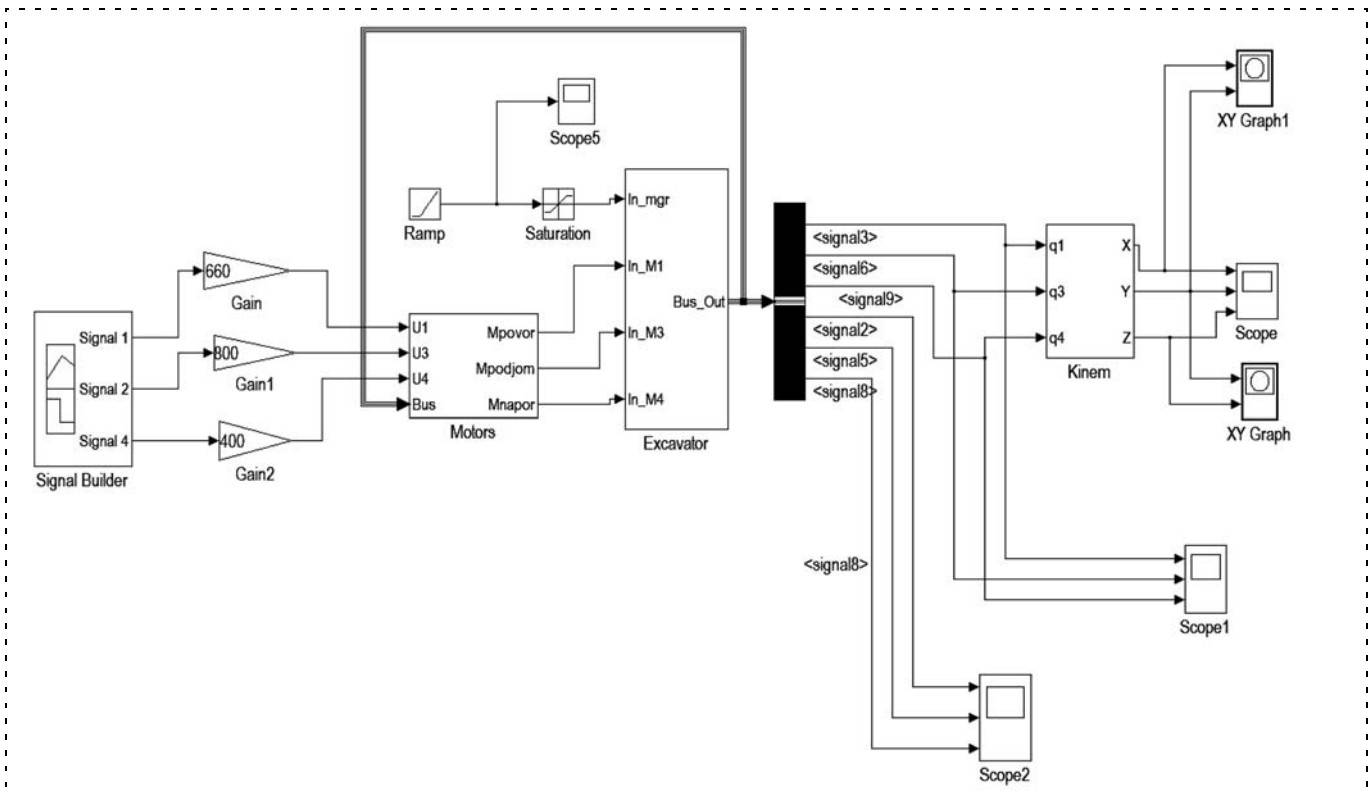 Signal 1
Signal 2
Signal 4
Signal Builder
660
Gain
800
Gain1
400
Gain2
U1
U3
U4
Bus
Mpovor
Mpodjom
Mnapor
Motors
Ramp
Saturation
Scope5
In_mgr
In_M1
In_M3
In_M4
Bus_Out
Excavator
<signal3>
<signal6>
<signal9>
<signal2>
<signal5>
<signal8>
<signal8>
q1
q3
q4
X
Y
Z
Kinem
XY Graph1
Scope
XY Graph
Scope1
Scope2